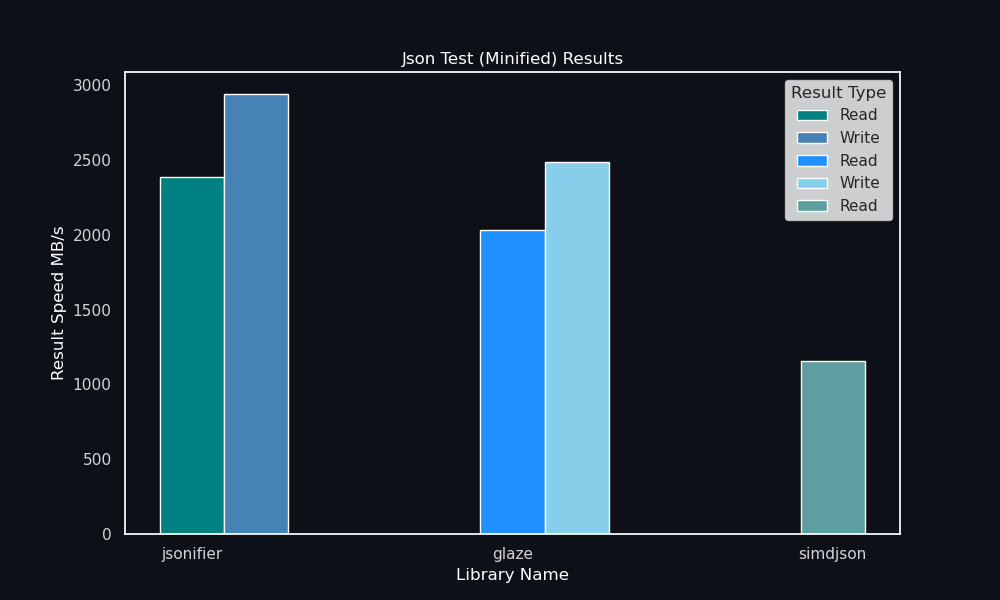 Json Test (Minified) Results
3000
2500
2000
1500
1000
500
0
Result Speed MB/s
Result Type
Read
Write
Read
Write
Read
jsonifier
glaze
simdjson
Library Name